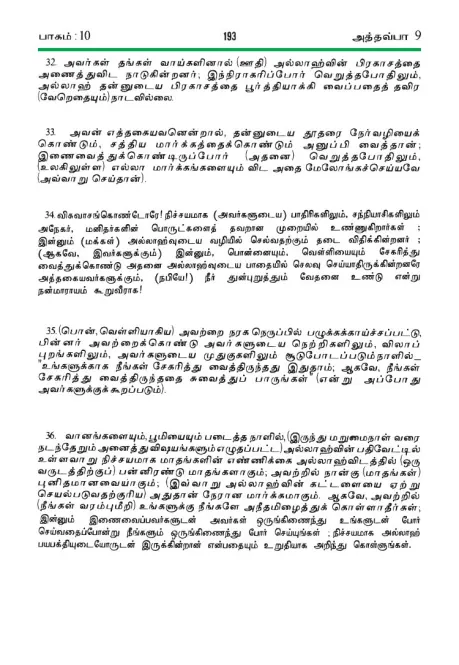 பாகம் : 10 193 அத்தவ்பா 9
32. அவர்கள் தங்கள் வாய்களினால் (ஊதி) அல்லாஹ்வின் பிரகாசத்தை
அணைத்துவிட நாடுகின்றனர்; இந்நிராகரிப்போர் வெறுத்தபோதிலும்,
அல்லாஹ் தன்னுடைய பிரகாசத்தை பூர்த்தியாக்கி வைப்பதைத் தவிர
(வேறெதையும்) நாடவில்லை.
33. அவன் எத்தகையவனென்றால், தன்னுடைய தூதரை நேர்வழியைக்
கொண்டும், சத்திய மார்க்கத்தைக்கொண்டும் அனுப்பி வைத்தான்;
இணைவைத்துக்கொண்டிருப்போர் (அதனை) வெறுத்தபோதிலும்,
(உலகிலுள்ள) எல்லா மார்க்கங்களையும் விட அதை மேலோங்கச்செய்யவே
(அவ்வாறு செய்தான்).
34. விசுவாசங்கொண்டோரே! நிச்சயமாக (அவர்களுடைய) பாதிரிகளிலும், சந்நியாசிகளிலும்
அநேகர், மனிதர்களின் பொருட்களைத் தவறான முறையில் உண்ணுகிறார்கள் ;
இன்னும் (மக்கள்) அல்லாஹ்வுடைய வழியில் செல்வதற்கும் தடை விதிக்கின்றனர் ;
(ஆகவே, இவர்களுக்கும்) இன்னும், பொன்னையும், வெள்ளியையும் சேகரித்து
வைத்துக்கொண்டு அதனை அல்லாஹ்வுடைய பாதையில் செலவு செய்யாதிருக்கின்றனரே
அத்தகையவர்களுக்கும், (நபியே!) நீர் துன்புறுத்தும் வேதனை உண்டு என்று
நன்மாராயம் கூறுவீராக!
35. (பொன், வெள்ளியாகிய) அவற்றை நரக நெருப்பில் பழுக்கக்காய்ச்சப்பட்டு,
பின்னர் அவற்றைக்கொண்டு அவர்களுடைய நெற்றிகளிலும், விலாப்
புறங்களிலும், அவர்களுடைய முதுகுகளிலும் சூடுபோடப்படும்நாளில்_
"உங்களுக்காக நீங்கள் சேகரித்து வைத்திருந்தது இதுதாம்; ஆகவே, நீங்கள்
சேகரித்து வைத்திருந்ததை சுவைத்துப் பாருங்கள்" (என்று அப்போது
அவர்களுக்குக் கூறப்படும்).
36. வானங்களையும், பூமியையும் படைத்த நாளில், (இருந்து மறுமைநாள் வரை
நடந்தேறும் அனைத்து விஷயங்களும் எழுதப்பட்ட) அல்லாஹ்வின் பதிவேட்டில்
உள்ளவாறு நிச்சயமாக மாதங்களின் எண்ணிக்கை அல்லாஹ்விடத்தில் (ஒரு
வருடத்திற்குப்) பன்னிரண்டு மாதங்களாகும்; அவற்றில் நான்கு (மாதங்கள்)
புனிதமானவையாகும்; (இவ்வாறு அல்லாஹ்வின் கட்டளையை ஏற்று
செயல்படுவதற்குரிய) அதுதான் நேரான மார்க்கமாகும். ஆகவே, அவற்றில்
(நீங்கள் வரம்புமீறி) உங்களுக்கு நீங்களே அநீதமிழைத்துக் கொள்ளாதீர்கள்;
இன்னும் இணைவைப்பவர்களுடன் அவர்கள் ஒருங்கிணைந்து உங்களுடன் போர்
செய்வதைப்போன்று நீங்களும் ஒருங்கிணைந்து போர் செய்யுங்கள் ; நிச்சயமாக அல்லாஹ்
பயபக்தியுடையோருடன் இருக்கின்றான் என்பதையும் உறுதியாக அறிந்து கொள்ளுங்கள்.